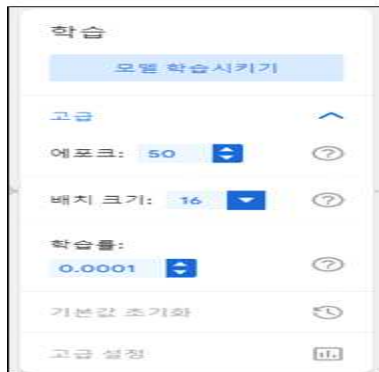 학습
모델 학습시키기
고급
에포크: 50
배치 크기: 16
학습률:
0.0001
기본값 초기화
고급 설정